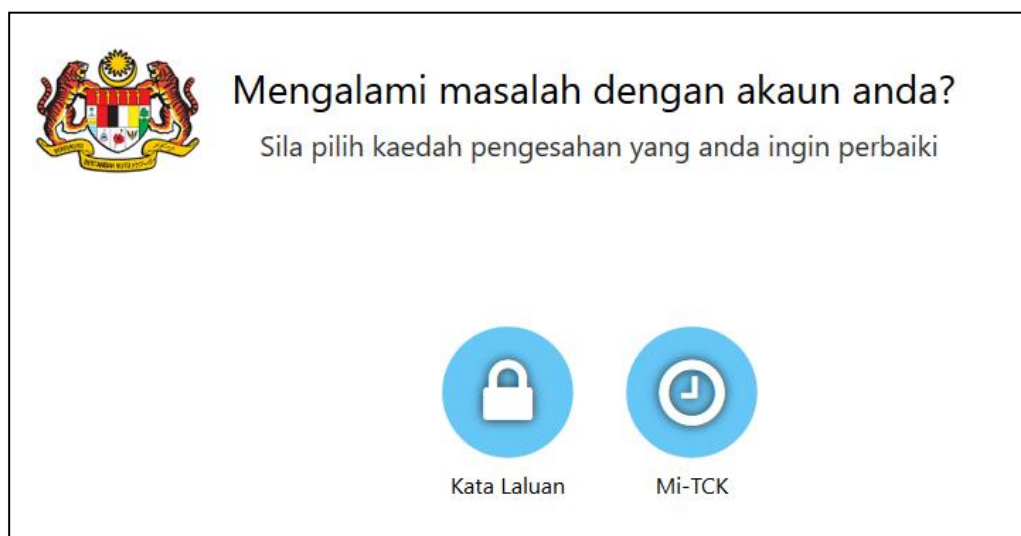 Mengalami masalah dengan akaun anda?
Sila pilih kaedah pengesahan yang anda ingin perbaiki
Kata Laluan
Mi-TCK